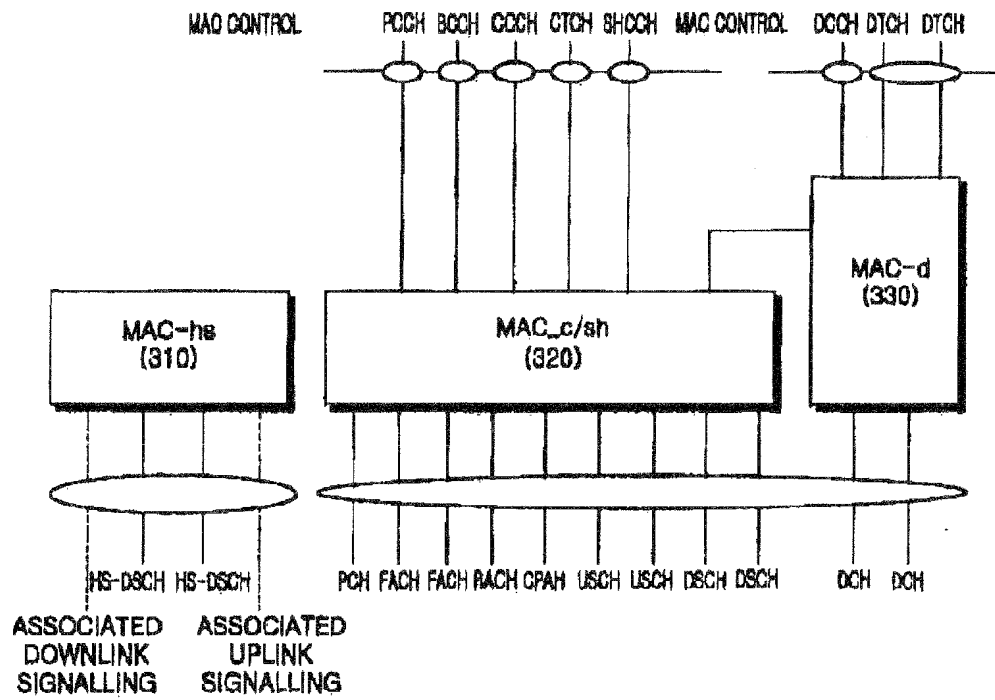 MAC CONTROL PCCH BCCH CCCH CTCH SHCCH MAC CONTROL DCCH DTCH DTCH
MAC-d
(330)
MAC-hs
(310)
MAC_c/sh
(320)
HS-DSCH HS-DSCH PCH FACH FACH RACH CPAH USCH USCH DSCH DSCH DCH DCH
ASSOCIATED
DOWNLINK
SIGNALLING
ASSOCIATED
UPLINK
SIGNALLING